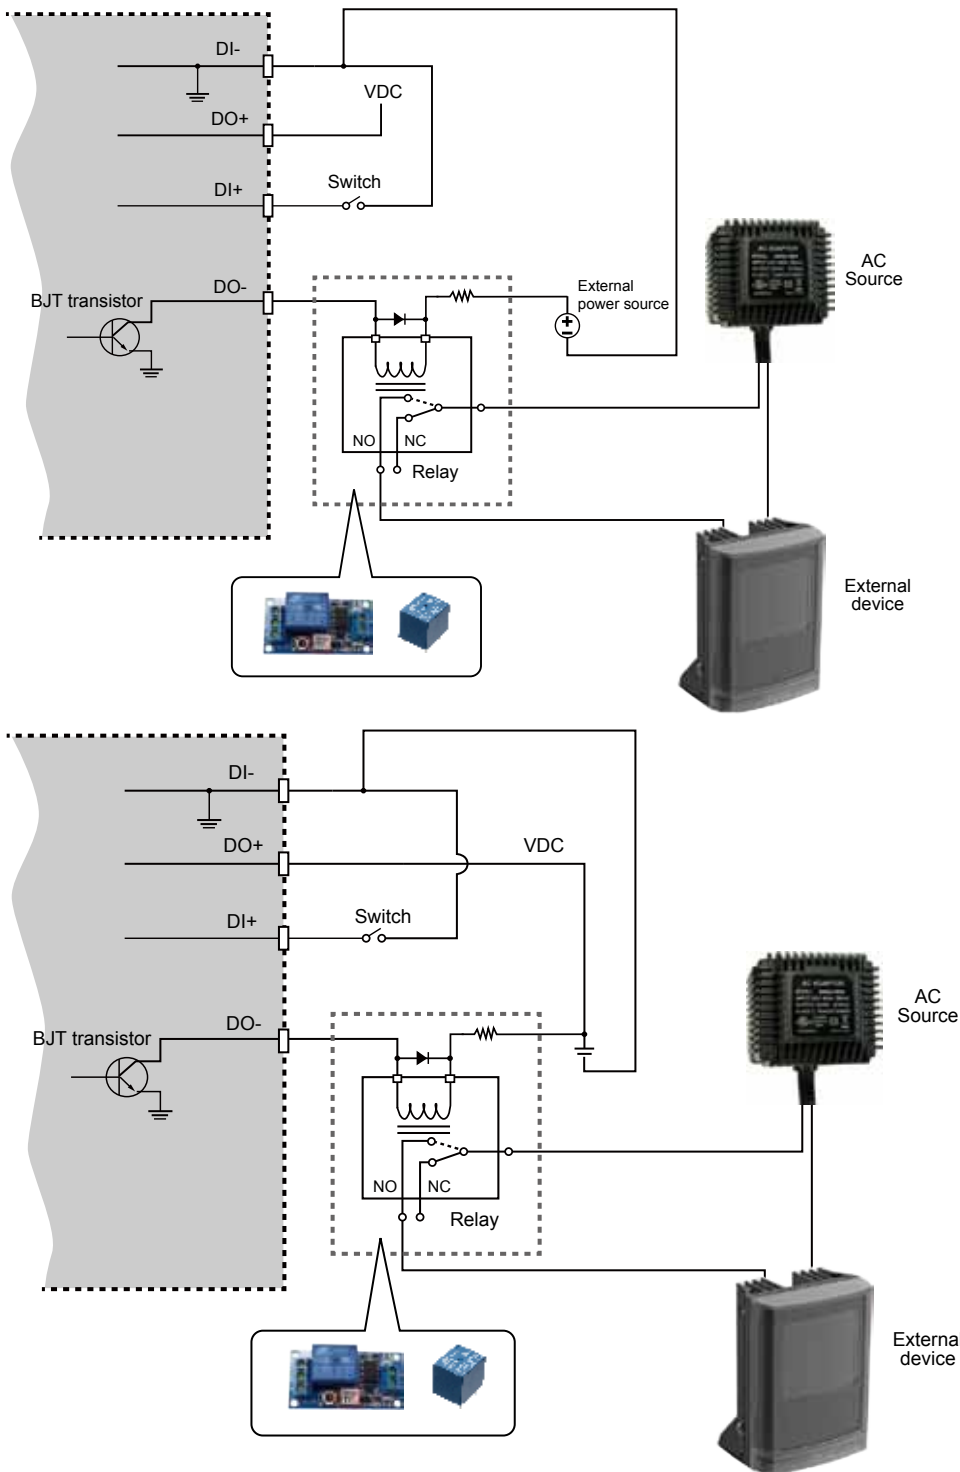 DI-
VDC
DO+
DI+
Switch
DO-
BJT transistor
External
power source
AC
Source
NO
NC
Relay
External
device
DI-
DO+
VDC
DI+
Switch
DO-
BJT transistor
AC
Source
NO
NC
Relay
External
device